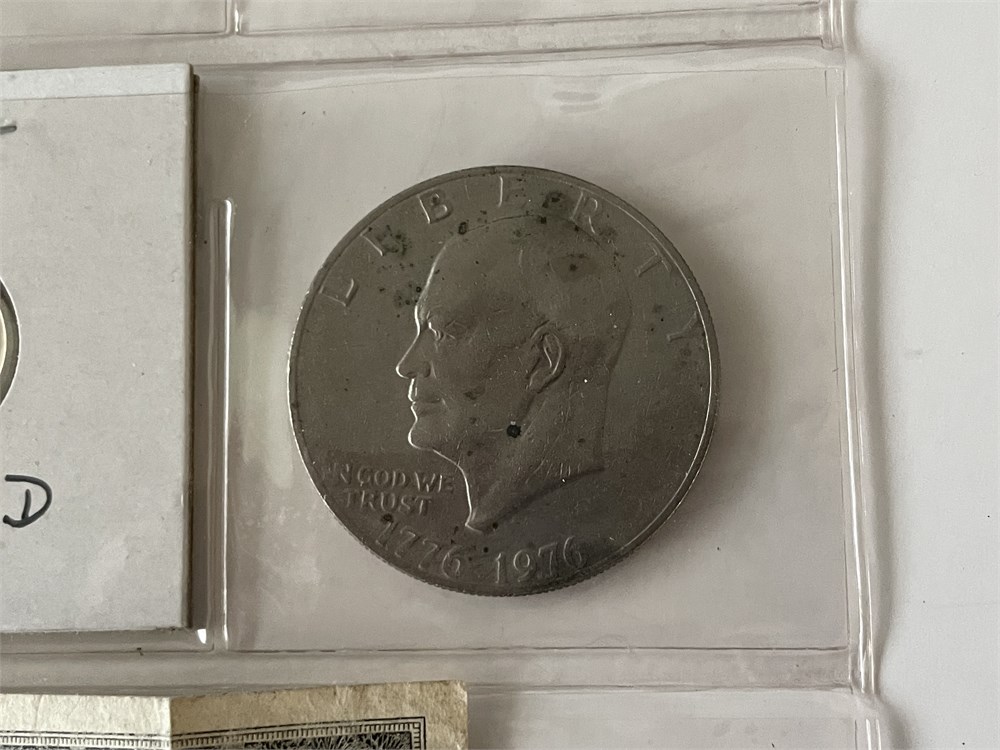 LIBERTY
IN GOD WE
TRUST
1776-1976
D